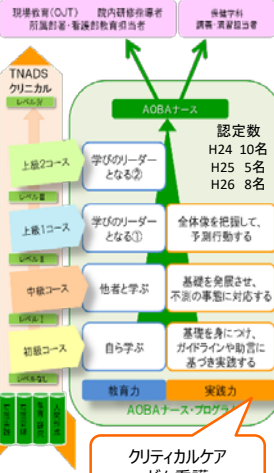 現場教育(OJT)　院内研修指導者
所属部署・看護部教育担当者
保健学科
講義・演習担当者
TNADS
クリニカル
レベルⅣ
AOBAナース
認定数
H24 10名
H25 5名
H26 8名
上級2コース
学びのリーダー
となる②
レベルⅢ
上級1コース
学びのリーダー
となる①
全体像を把握して、
予測行動する
レベルⅡ
中級コース
他者と学ぶ
基礎を発展させ、
不測の事態に対応する
レベルⅠ
初級コース
自ら学ぶ
基礎を身につけ、
ガイドラインや助言に
基づき実践する
レベルなし
教育力
実践力
AOBAナース・プログラム
クリティカルケア